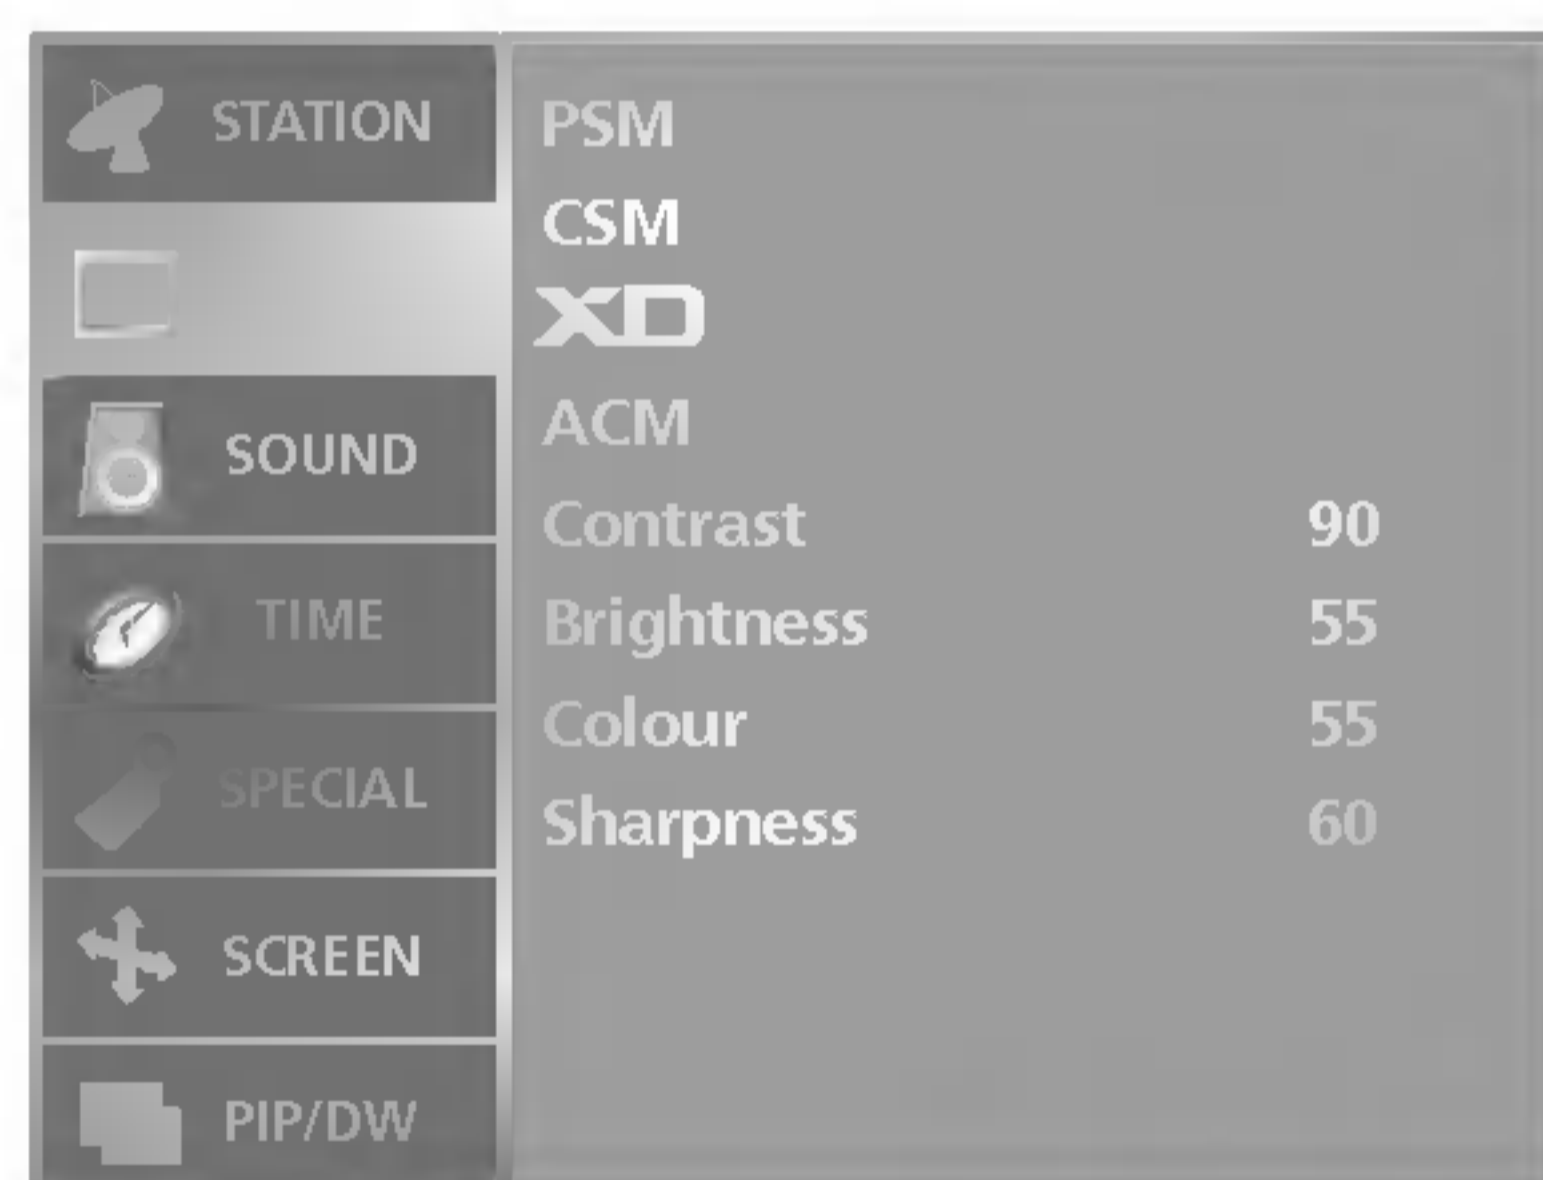 STATION
SOUND
TIME
SPECIAL
SCREEN
PIP/DW
PSM
CSM
XD
ACM
Contrast 90
Brightness 55
Colour 55
Sharpness 60